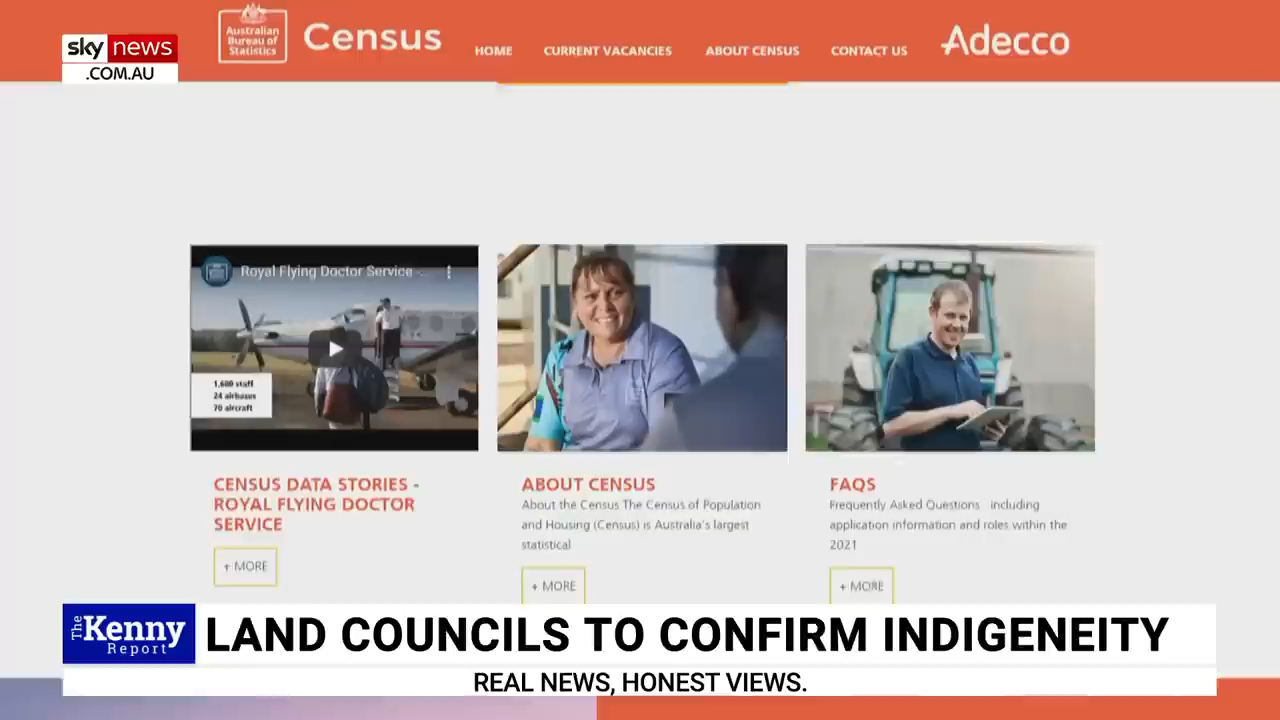 sky news
.COM.AU
Australian
Bureau of
Statistics
Census
HOME
CURRENT VACANCIES
ABOUT CENSUS
CONTACT US
Adecco
Royal Flying Doctor Service -...
1,600 staff
24 airbases
70 aircraft
CENSUS DATA STORIES -
ROYAL FLYING DOCTOR
SERVICE
+ MORE
ABOUT CENSUS
About the Census The Census of Population
and Housing (Census) is Australia's largest
statistical
+ MORE
FAQS
Frequently Asked Questions including
application information and roles within the
2021
+ MORE
The Kenny
Report
LAND COUNCILS TO CONFIRM INDIGENEITY
REAL NEWS, HONEST VIEWS.